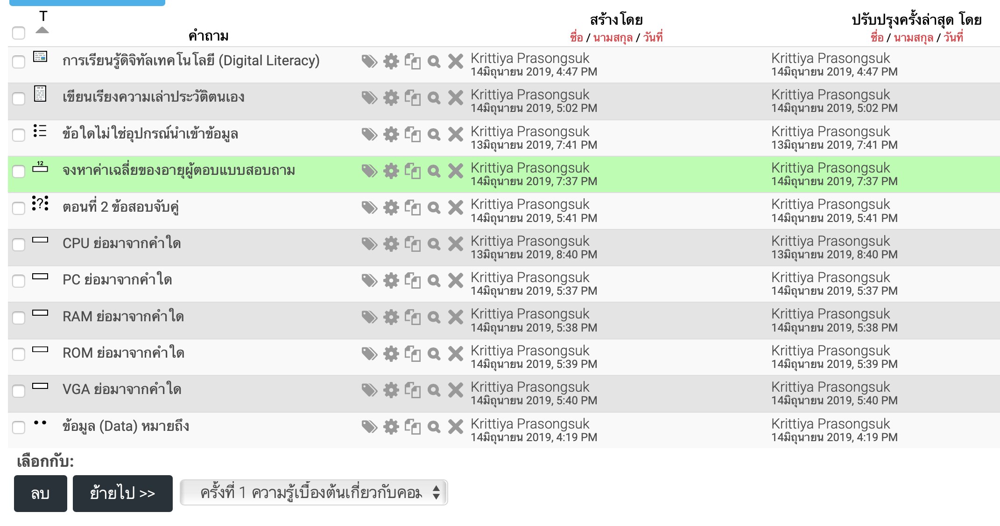 T
คำถาม
สร้างโดย
ชื่อ / นามสกุล / วันที่
ปรับปรุงครั้งล่าสุด โดย
ชื่อ / นามสกุล / วันที่
การเรียนรู้ดิจิทัลเทคโนโลยี (Digital Literacy)
Krittiya Prasongsuk
14มิถุนายน 2019, 4:47 PM
Krittiya Prasongsuk
14มิถุนายน 2019, 4:47 PM
เขียนเรียงความเล่าประวัติตนเอง
Krittiya Prasongsuk
14มิถุนายน 2019, 5:02 PM
Krittiya Prasongsuk
14มิถุนายน 2019, 5:02 PM
ข้อใดไม่ใช่อุปกรณ์นำเข้าข้อมูล
Krittiya Prasongsuk
13มิถุนายน 2019, 7:41 PM
Krittiya Prasongsuk
13มิถุนายน 2019, 7:41 PM
12
จงหาค่าเฉลี่ยของอายุผู้ตอบแบบสอบถาม
Krittiya Prasongsuk
14มิถุนายน 2019, 7:37 PM
Krittiya Prasongsuk
14มิถุนายน 2019, 7:37 PM
ตอนที่ 2 ข้อสอบจับคู่
Krittiya Prasongsuk
14มิถุนายน 2019, 5:41 PM
Krittiya Prasongsuk
14มิถุนายน 2019, 5:41 PM
CPU ย่อมาจากคำใด
Krittiya Prasongsuk
13มิถุนายน 2019, 8:40 PM
Krittiya Prasongsuk
13มิถุนายน 2019, 8:40 PM
PC ย่อมาจากคำใด
Krittiya Prasongsuk
14มิถุนายน 2019, 5:37 PM
Krittiya Prasongsuk
14มิถุนายน 2019, 5:37 PM
RAM ย่อมาจากคำใด
Krittiya Prasongsuk
14มิถุนายน 2019, 5:38 PM
Krittiya Prasongsuk
14มิถุนายน 2019, 5:38 PM
ROM ย่อมาจากคำใด
Krittiya Prasongsuk
14มิถุนายน 2019, 5:39 PM
Krittiya Prasongsuk
14มิถุนายน 2019, 5:39 PM
VGA ย่อมาจากคำใด
Krittiya Prasongsuk
14มิถุนายน 2019, 5:40 PM
Krittiya Prasongsuk
14มิถุนายน 2019, 5:40 PM
ข้อมูล (Data) หมายถึง
Krittiya Prasongsuk
14มิถุนายน 2019, 4:19 PM
Krittiya Prasongsuk
14มิถุนายน 2019, 4:19 PM
เลือกกับ:
ลบ
ย้ายไป >>
ครั้งที่ 1 ความรู้เบื้องต้นเกี่ยวกับคอม